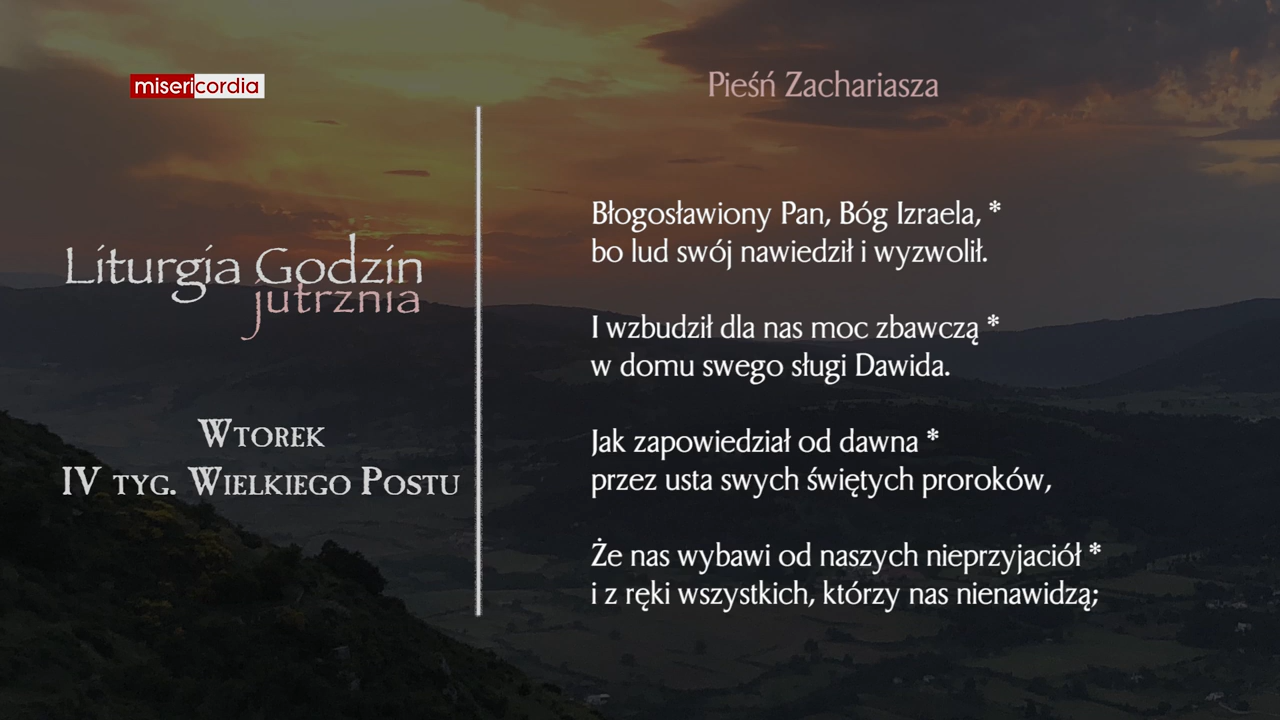 misericordia
Liturgia Godzin
jutrznia
Wtorek
IV tyg. Wielkiego Postu
Pieśń Zachariasza
Błogosławiony Pan, Bóg Izraela, *
bo lud swój nawiedził i wyzwolił.
I wzbudził dla nas moc zbawczą *
w domu swego sługi Dawida.
Jak zapowiedział od dawna *
przez usta swych świętych proroków,
Że nas wybawi od naszych nieprzyjaciół *
i z ręki wszystkich, którzy nas nienawidzą;